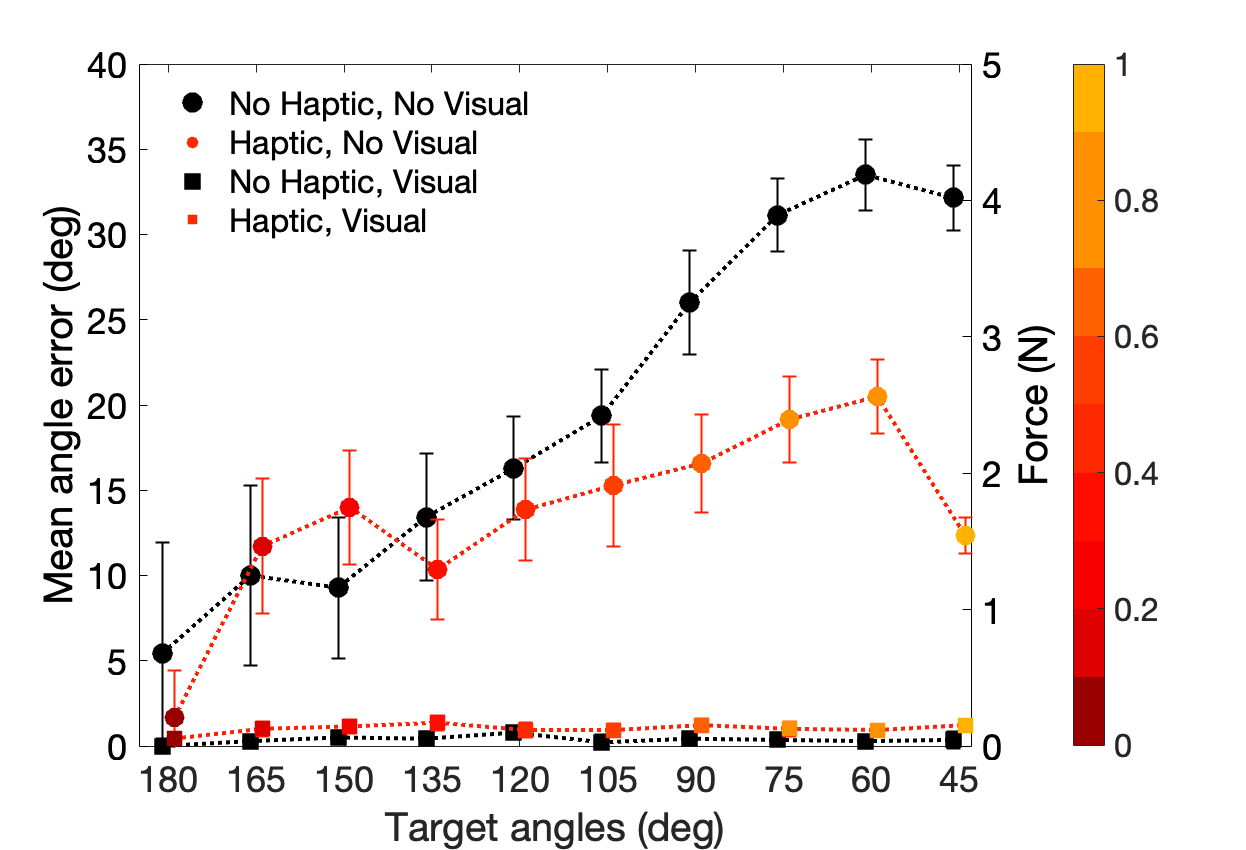 40
35
30
25
20
15
10
5
0
Mean angle error (deg)
No Haptic, No Visual
Haptic, No Visual
No Haptic, Visual
Haptic, Visual
180 165 150 135 120 105 90 75 60 45
Target angles (deg)
5
4
3
2
1
0
Force (N)
1
0.8
0.6
0.4
0.2
0